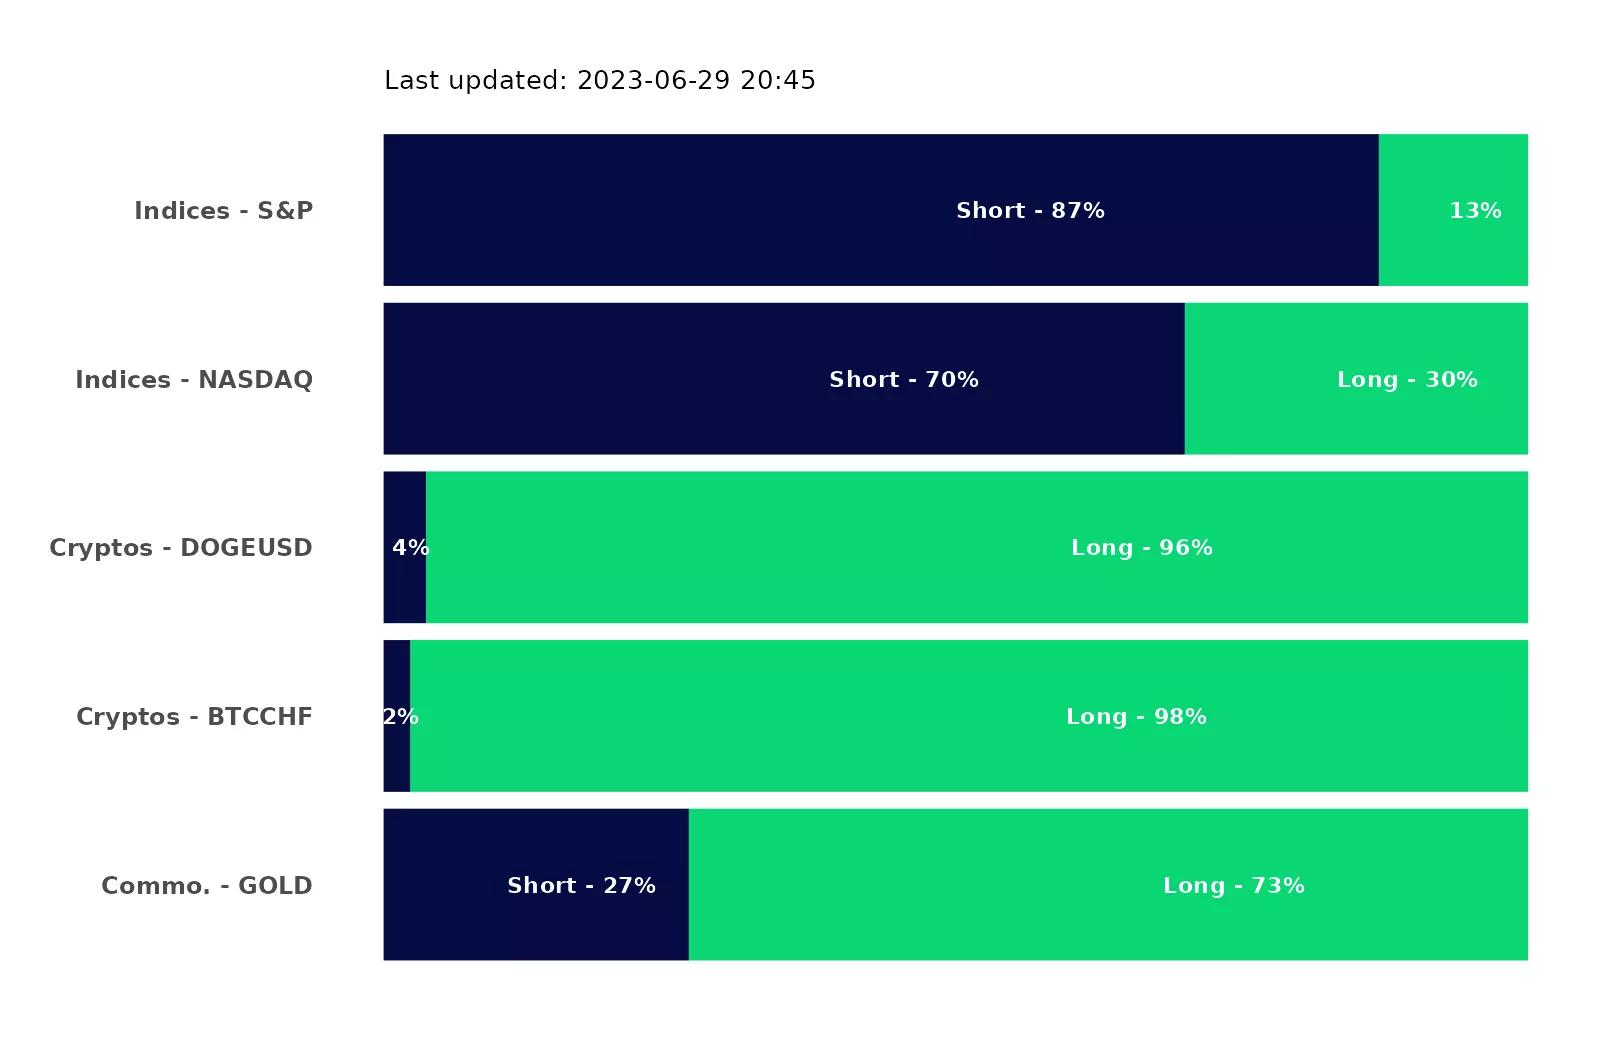 Last updated: 2023-06-29 20:45
Indices - S&P Short - 87% 13%
Indices - NASDAQ Short - 70% Long - 30%
Cryptos - DOGEUSD 4% Long - 96%
Cryptos - BTCCHF 2% Long - 98%
Commo. - GOLD Short - 27% Long - 73%